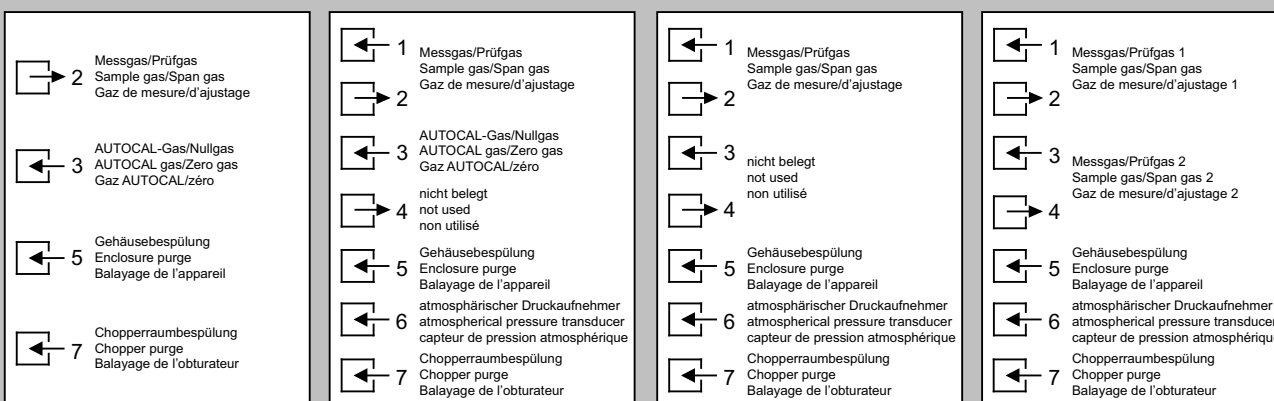 2
Messgas/Prüfgas
Sample gas/Span gas
Gaz de mesure/d'ajustage
3
AUTOCAL-Gas/Nullgas
AUTOCAL gas/Zero gas
Gaz AUTOCAL/zéro
5
Gehäusebespülung
Enclosure purge
Balayage de l'appareil
7
Chopperraumbespülung
Chopper purge
Balayage de l'obturateur
1
Messgas/Prüfgas
Sample gas/Span gas
Gaz de mesure/d'ajustage
2
3
AUTOCAL-Gas/Nullgas
AUTOCAL gas/Zero gas
Gaz AUTOCAL/zéro
4
nicht belegt
not used
non utilisé
5
Gehäusebespülung
Enclosure purge
Balayage de l'appareil
6
atmosphärischer Druckaufnehmer
atmospherical pressure transducer
capteur de pression atmosphérique
7
Chopperraumbespülung
Chopper purge
Balayage de l'obturateur
1
Messgas/Prüfgas
Sample gas/Span gas
Gaz de mesure/d'ajustage
2
3
nicht belegt
not used
non utilisé
4
5
Gehäusebespülung
Enclosure purge
Balayage de l'appareil
6
atmosphärischer Druckaufnehmer
atmospherical pressure transducer
capteur de pression atmosphérique
7
Chopperraumbespülung
Chopper purge
Balayage de l'obturateur
1
Messgas/Prüfgas 1
Sample gas/Span gas
Gaz de mesure/d'ajustage 1
2
3
Messgas/Prüfgas 2
Sample gas/Span gas 2
Gaz de mesure/d'ajustage 2
4
5
Gehäusebespülung
Enclosure purge
Balayage de l'appareil
6
atmosphärischer Druckaufnehmer
atmospherical pressure transducer
capteur de pression atmosphérique
7
Chopperraumbespülung
Chopper purge
Balayage de l'obturateur